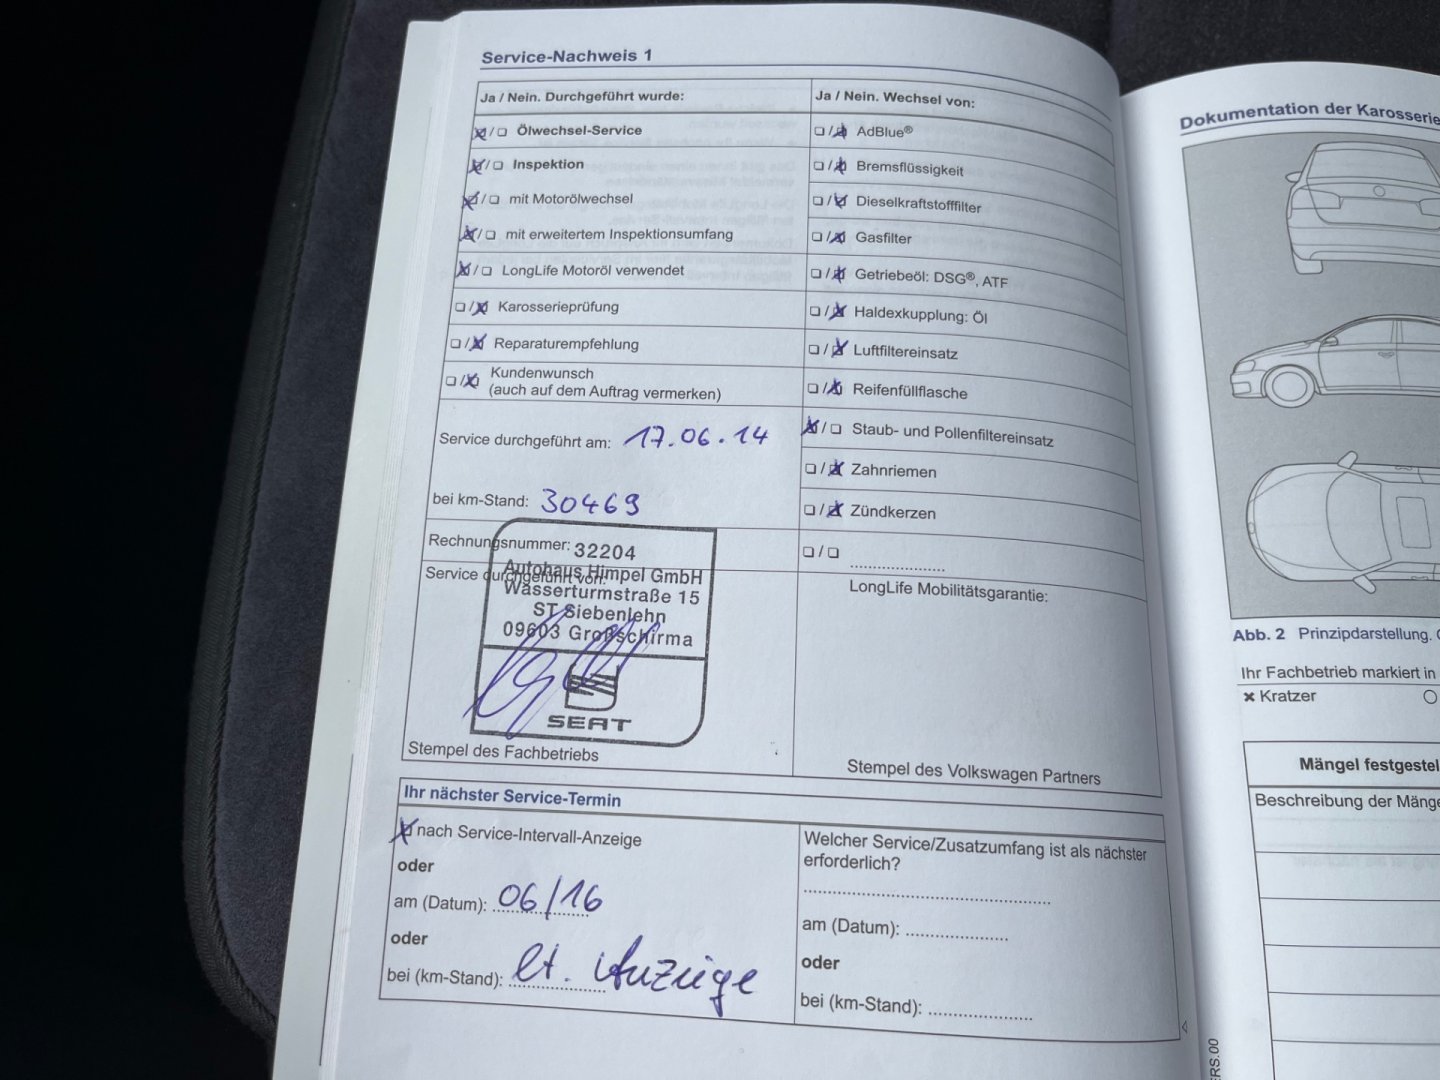 Service-Nachweis 1
Ja / Nein. Durchgeführt wurde:
Ölwechsel-Service
Inspektion
mit Motorölwechsel
mit erweitertem Inspektionsumfang
LongLife Motoröl verwendet
Karosserieprüfung
Reparaturempfehlung
Kundenwunsch
(auch auf dem Auftrag vermerken)
Service durchgeführt am: 17.06.14
bei km-Stand: 30469
Rechnungsnummer:
Service durchgeführt von:
32204
Autohaus Himpel GmbH
Wasserturmstraße 15
ST Siebenlehn
09603 Großschirma
SEAT
Stempel des Fachbetriebs
Ja / Nein. Wechsel von:
AdBlue®
Bremsflüssigkeit
Dieselkraftstofffilter
Gasfilter
Getriebeöl: DSG®, ATF
Haldexkupplung: Öl
Luftfiltereinsatz
Reifenfüllflasche
Staub- und Pollenfiltereinsatz
Zahnriemen
Zündkerzen
LongLife Mobilitätsgarantie:
Stempel des Volkswagen Partners
Ihr nächster Service-Termin
nach Service-Intervall-Anzeige
oder
am (Datum): 06/16
oder
bei (km-Stand): lt. Anzeige
Welcher Service/Zusatzumfang ist als nächster
erforderlich?
am (Datum):
oder
bei (km-Stand):
Dokumentation der Karosserie
Abb. 2 Prinzipdarstellung.
Ihr Fachbetrieb markiert in
Kratzer
Mängel festgestel
Beschreibung der Mänge
RS.00